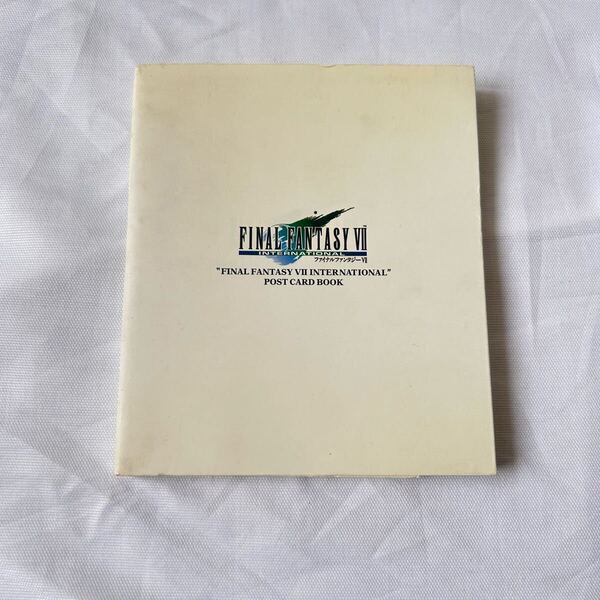 FINAL FANTASY VII
INTERNATIONAL
ファイナルファンタジーVII
"FINAL FANTASY VII INTERNATIONAL"
POST CARD BOOK